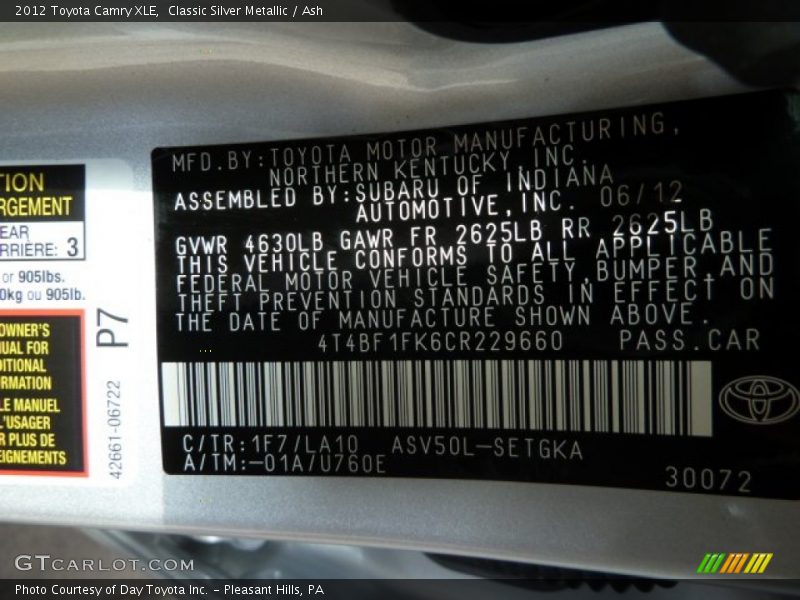 2012 Toyota Camry XLE,  Classic Silver Metallic / Ash
MFD.BY:TOYOTA MOTOR MANUFACTURING,
NORTHERN KENTUCKY INC.
ASSEMBLED BY:SUBARU OF INDIANA 06/12
AUTOMOTIVE,INC.
GVWR 4630LB GAWR FR 2625LB RR 2625LB
THIS VEHICLE CONFORMS TO ALL APPLICABLE
FEDERAL MOTOR VEHICLE SAFETY,BUMPER,AND
THEFT PREVENTION STANDARDS IN EFFECT ON
THE DATE OF MANUFACTURE SHOWN ABOVE.
4T4BF1FK6CR229660 PASS.CAR
C/TR:1F7/LA10 ASV50L-SETGKA
A/TM:-01A/U760E
30072
TION
RGEMENT
EAR
RRIERE: 3
or 905lbs.
0kg ou 905lb.
P7
42661-06722
OWNER'S
UAL FOR
DITIONAL
ORMATION
LE MANUEL
L'USAGER
R PLUS DE
EIGNEMENTS
GTCARLOT.COM
Photo Courtesy of Day Toyota Inc. - Pleasant Hills, PA